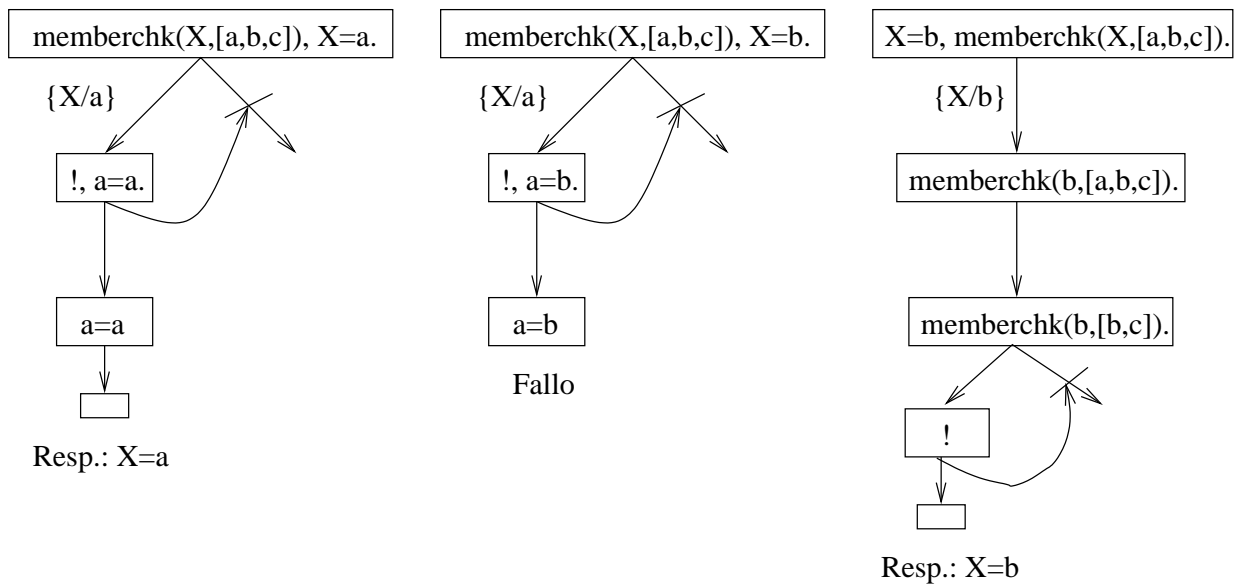 memberchk(X,[a,b,c]), X=a.
{X/a}
!, a=a.
a=a
Resp.: X=a
memberchk(X,[a,b,c]), X=b.
{X/a}
!, a=b.
a=b
Fallo
X=b, memberchk(X,[a,b,c]).
{X/b}
memberchk(b,[a,b,c]).
memberchk(b,[b,c]).
!
Resp.: X=b